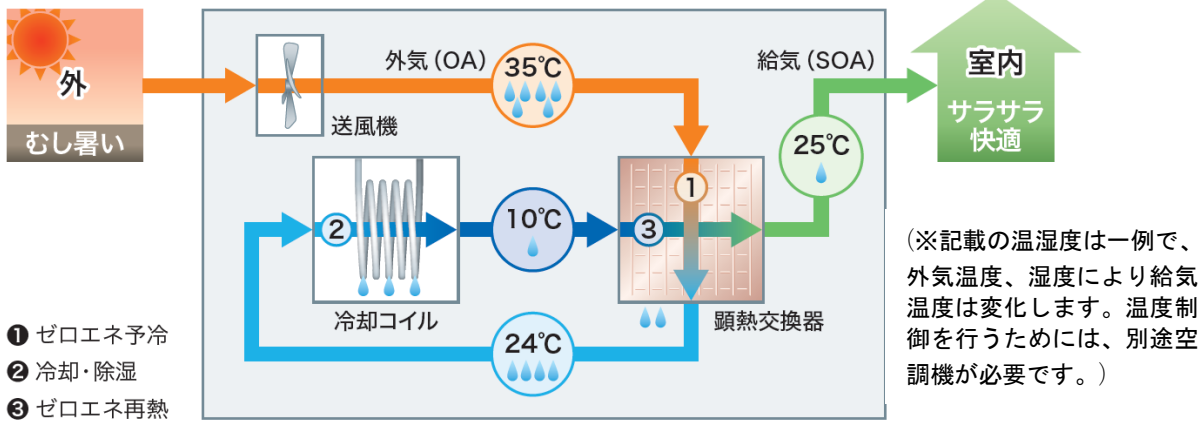 外
むし暑い
送風機
外気（OA）
35℃
給気（SOA）
室内
サラサラ
快適
25℃
①
②
10℃
③
冷却コイル
顕熱交換器
24℃
❶ ゼロエネ予冷
❷ 冷却・除湿
❸ ゼロエネ再熱
（※記載の温湿度は一例で、
外気温度、湿度により給気
温度は変化します。温度制
御を行うためには、別途空
調機が必要です。）